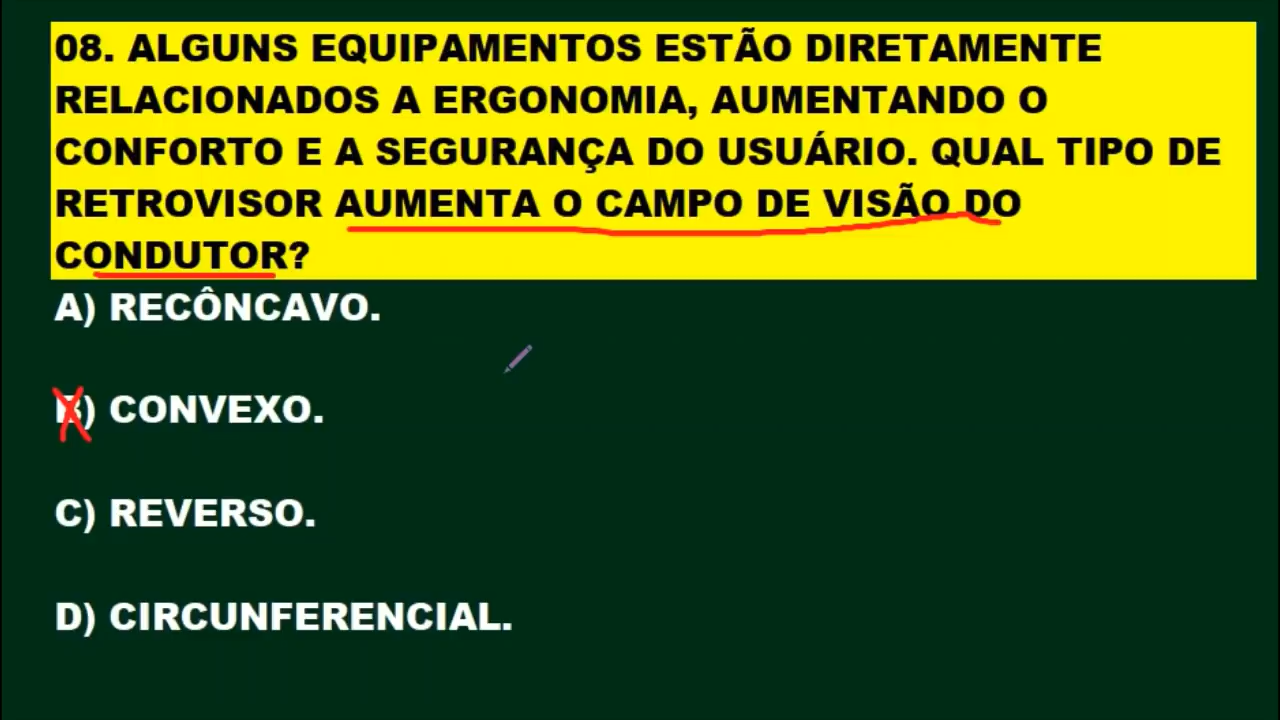 08. ALGUNS EQUIPAMENTOS ESTÃO DIRETAMENTE
RELACIONADOS A ERGONOMIA, AUMENTANDO O
CONFORTO E A SEGURANÇA DO USUÁRIO. QUAL TIPO DE
RETROVISOR AUMENTA O CAMPO DE VISÃO DO
CONDUTOR?
A) RECÔNCAVO.
B) CONVEXO.
C) REVERSO.
D) CIRCUNFERENCIAL.